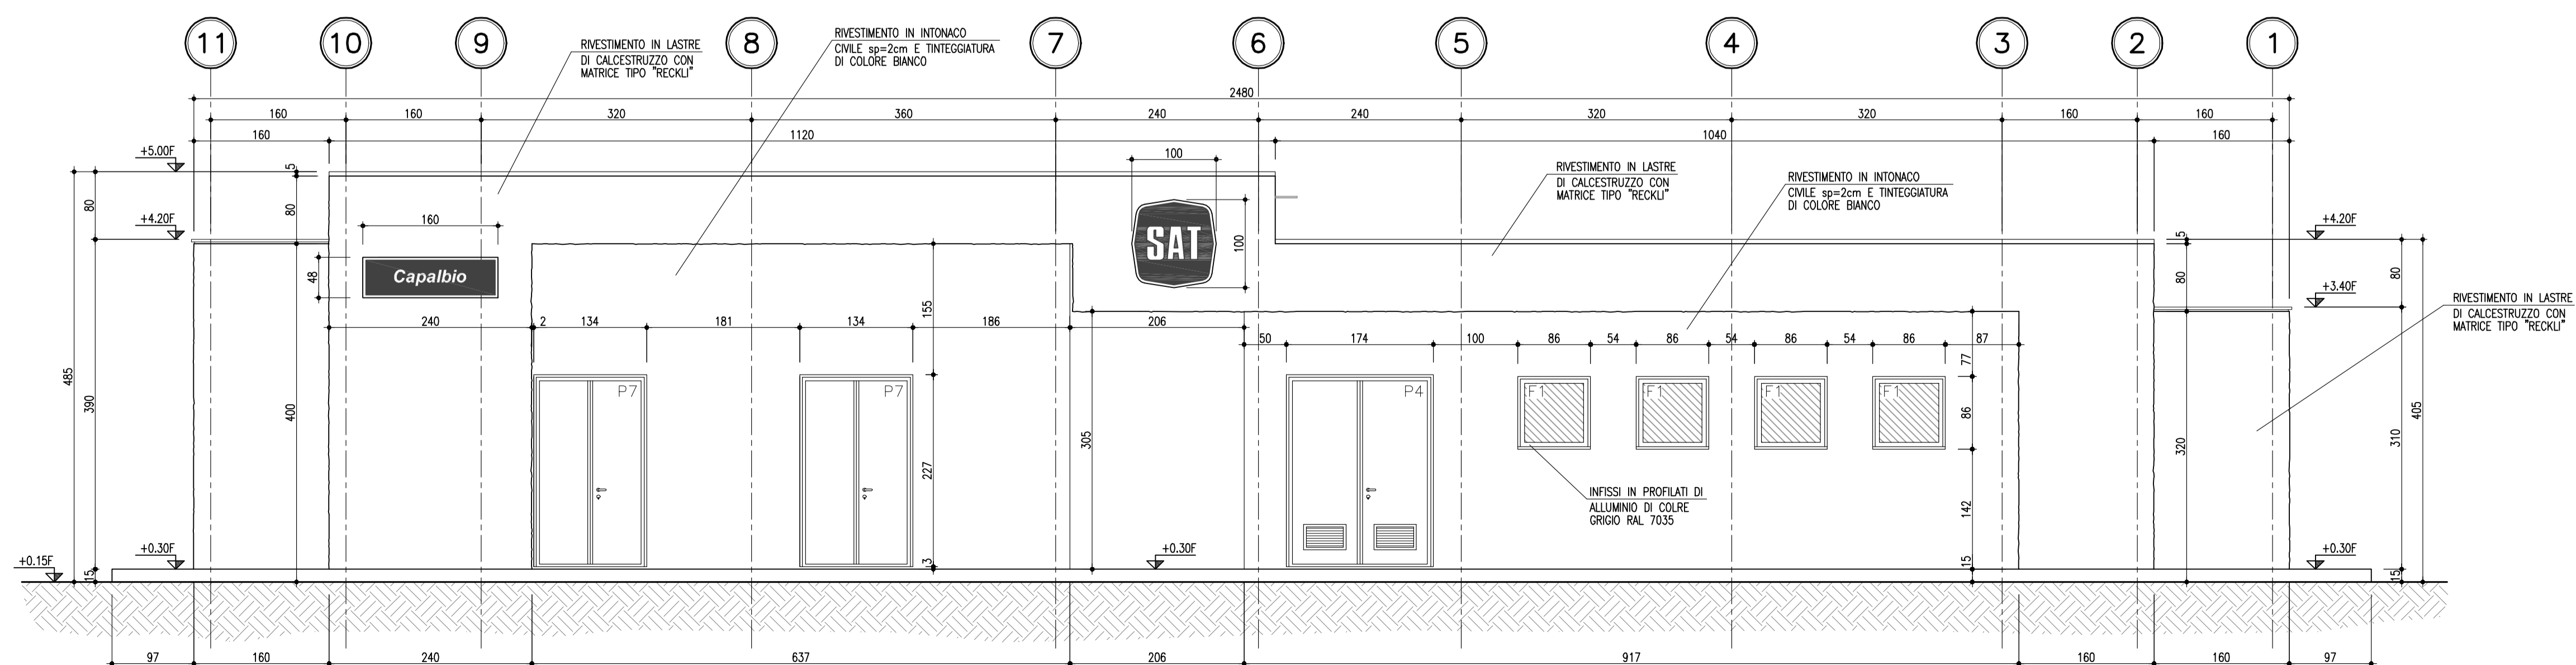 11 10 9 8 7 6 5 4 3 2 1
RIVESTIMENTO IN LASTRE
DI CALCESTRUZZO CON
MATRICE TIPO "RECKLI"
RIVESTIMENTO IN INTONACO
CIVILE sp=2cm E TINTEGGIATURA
DI COLORE BIANCO
2480
160 160 320 360 240 240 320 320 160 160
160 1120 1040 160
+5.00F
5
80
80
+4.20F
160
48
Capalbio
100
SAT
100
RIVESTIMENTO IN LASTRE
DI CALCESTRUZZO CON
MATRICE TIPO "RECKLI"
RIVESTIMENTO IN INTONACO
CIVILE sp=2cm E TINTEGGIATURA
DI COLORE BIANCO
+4.20F
5
80
80
+3.40F
RIVESTIMENTO IN LASTRE
DI CALCESTRUZZO CON
MATRICE TIPO "RECKLI"
240 2 134 181 134 186 206
155
50 174 100 86 54 86 54 86 54 86 87
77
485
390
400
P7
P7
227
3
305
P4
F1
F1
F1
F1
86
142
15
320
310
405
INFISSI IN PROFILATI DI
ALLUMINIO DI COLRE
GRIGIO RAL 7035
+0.15F
+0.30F
15
+0.30F
+0.30F
15
97 160 240 637 206 917 160 160 97